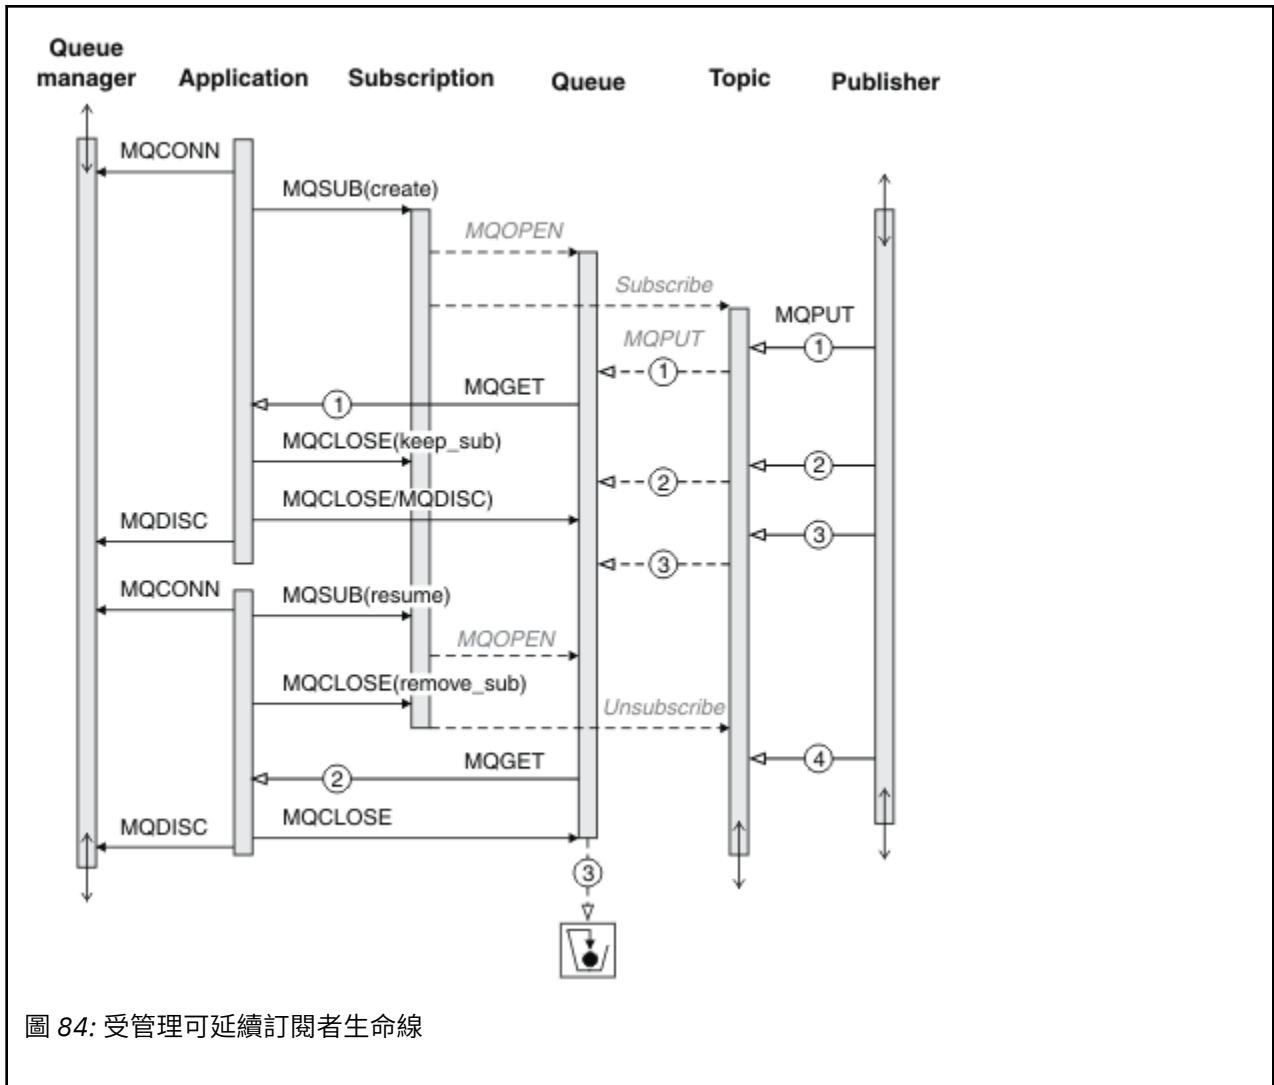 Queue
manager Application Subscription Queue Topic Publisher
MQCONN
MQSUB(create)
MQOPEN
Subscribe
MQPUT
1
MQPUT
1
MQGET
1
MQCLOSE(keep_sub)
2
2
MQCLOSE/MQDISC)
MQDISC
3
3
MQCONN
MQSUB(resume)
MQOPEN
MQCLOSE(remove_sub)
Unsubscribe
4
MQGET
2
MQCLOSE
MQDISC
3
圖 84: 受管理可延續訂閱者生命線